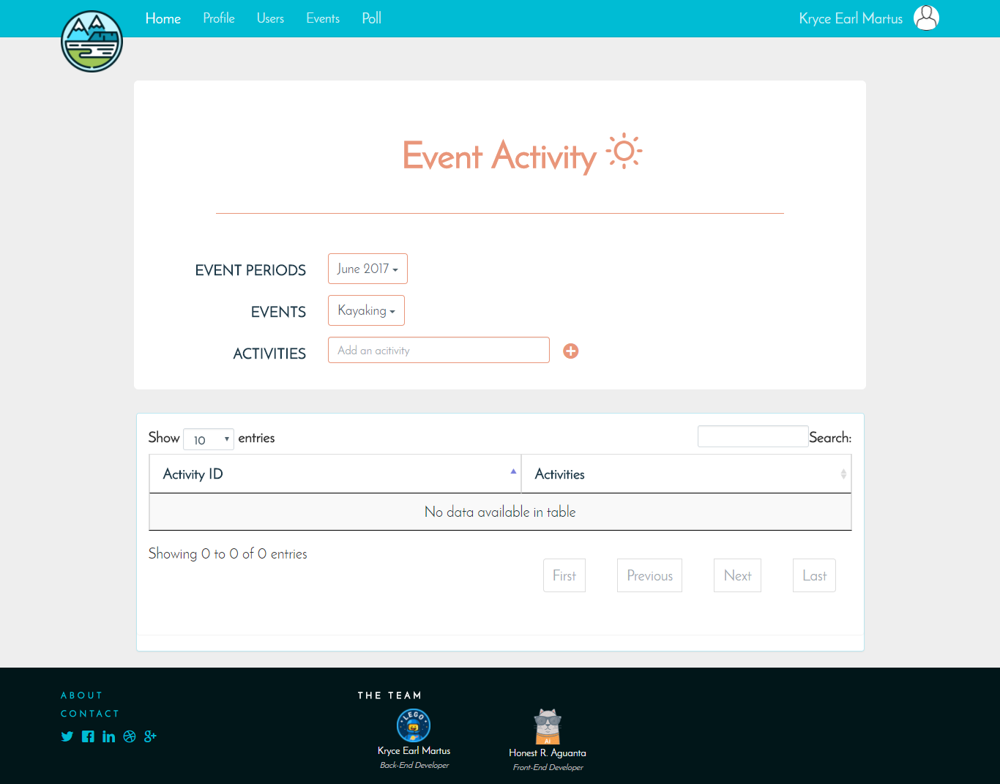 Home Profile Users Events Poll Kryce Earl Martus
Event Activity
EVENT PERIODS June 2017
EVENTS Kayaking
ACTIVITIES Add an acitivity
Show 10 entries Search:
Activity ID Activities
No data available in table
Showing 0 to 0 of 0 entries
First Previous Next Last
ABOUT
CONTACT
THE TEAM
LEGO
Kryce Earl Martus
Back-End Developer
Ai
Honest R. Aguanta
Front-End Developer